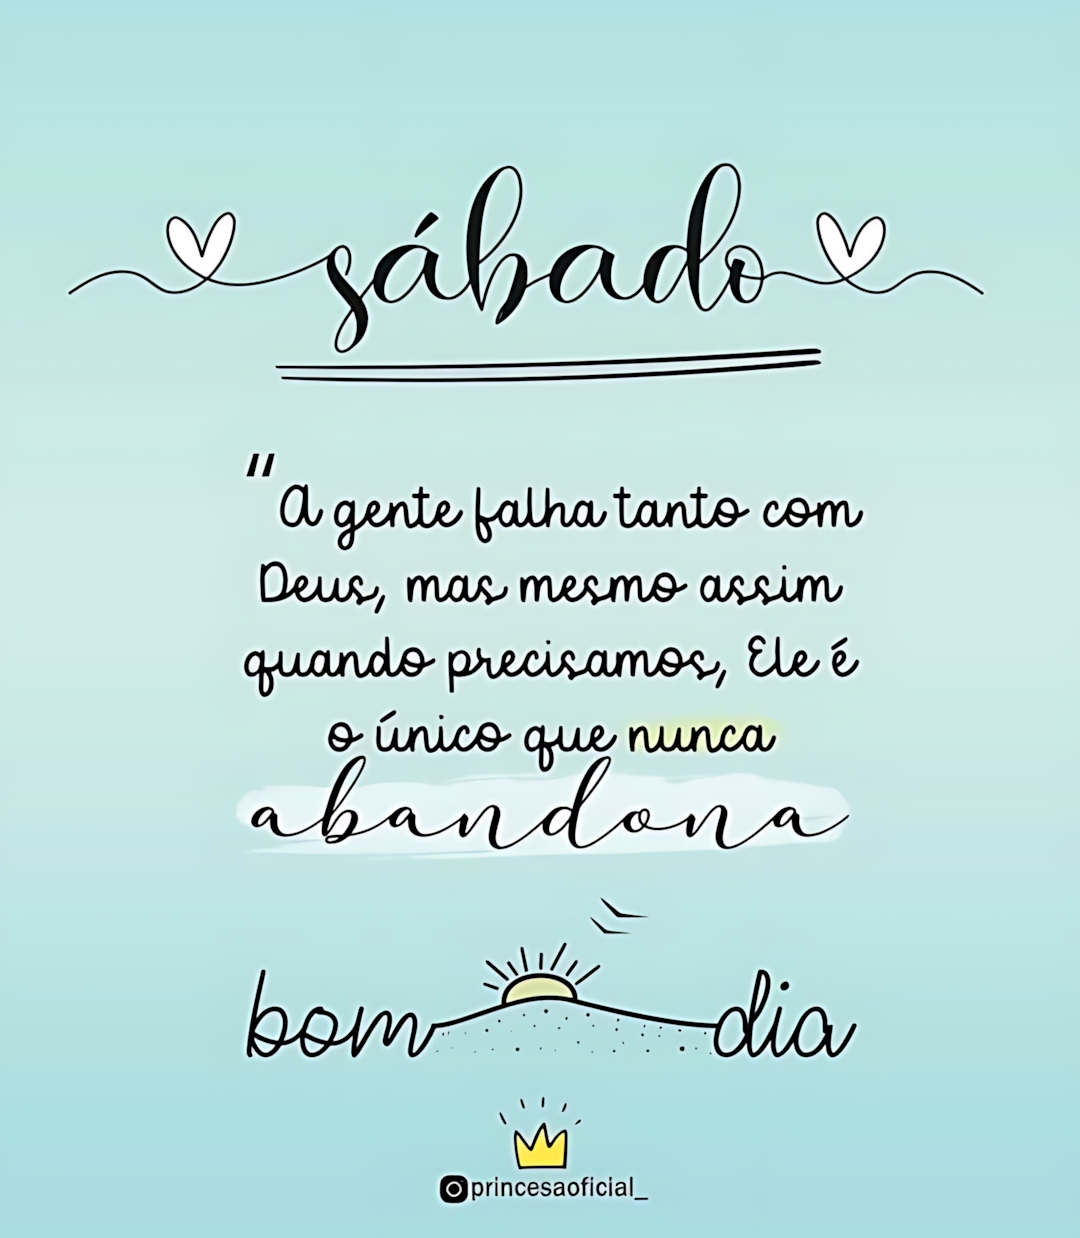 sábado
"A gente falha tanto com
Deus, mas mesmo assim
quando precisamos, Ele é
o único que nunca
abandona
bom dia
princesaoficial_